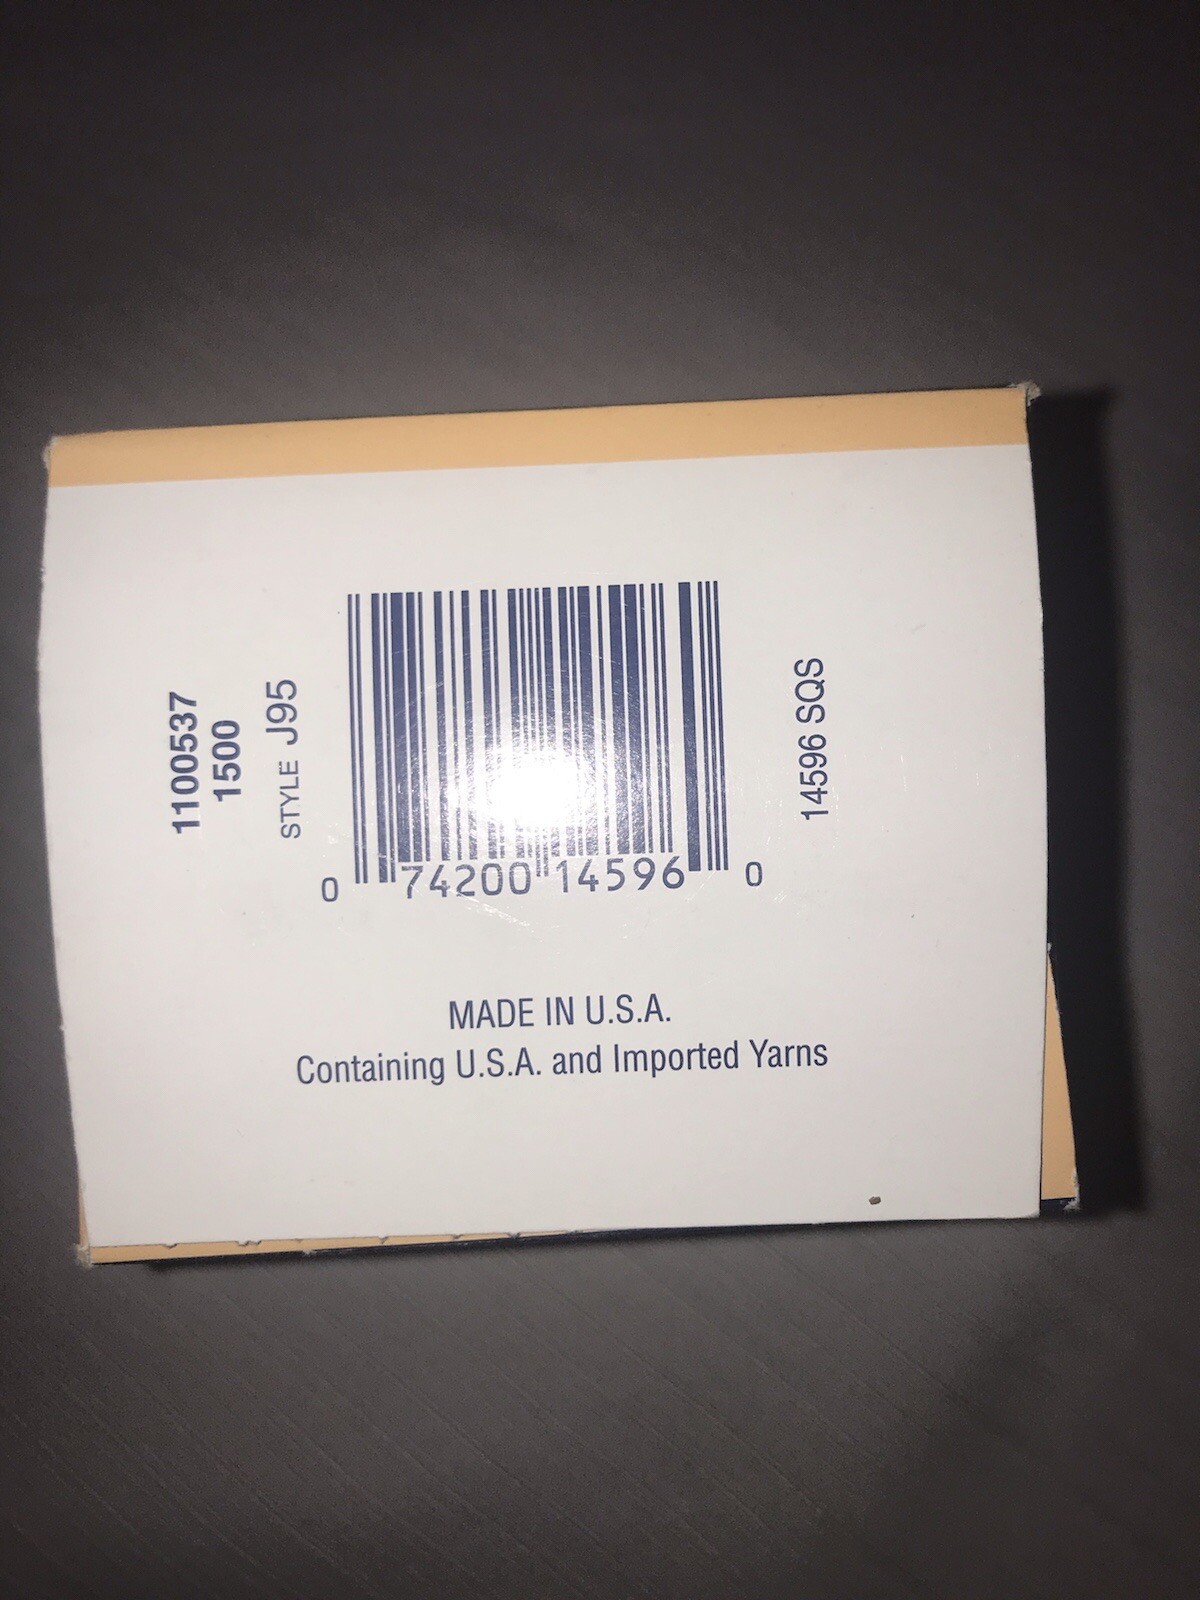 1100537
1500
STYLE J95
0 74200 14596 0
14596 SQS
MADE IN U.S.A.
Containing U.S.A. and Imported Yarns